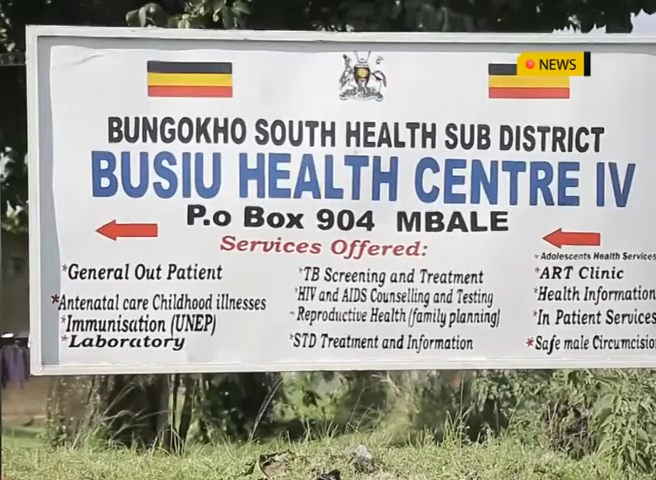 NEWS
BUNGOKHO SOUTH HEALTH SUB DISTRICT
BUSIU HEALTH CENTRE IV
P.o Box 904 MBALE
Services Offered:
*General Out Patient
*Antenatal care Childhood illnesses
*Immunisation (UNEP)
*Laboratory
*TB Screening and Treatment
*HIV and AIDS Counselling and Testing
~Reproductive Health (family planning)
*STD Treatment and Information
*Adolescents Health Services
*ART Clinic
*Health Information
*In Patient Services
*Safe male Circumcisio